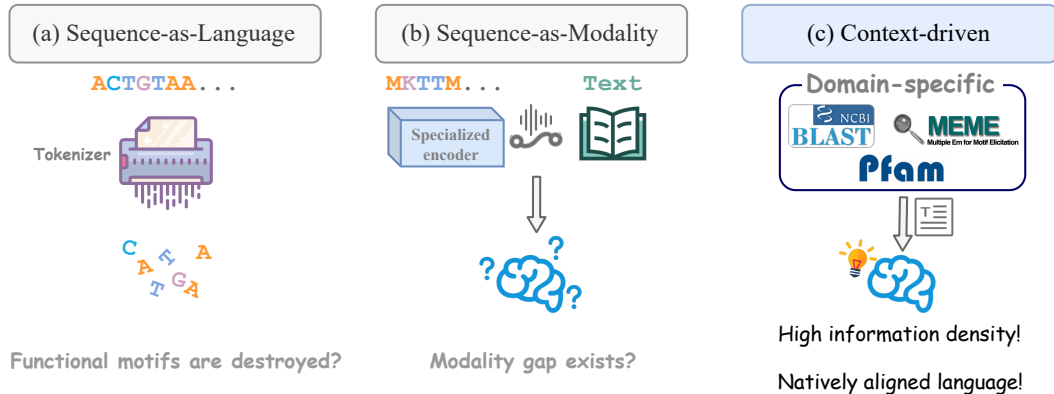 (a) Sequence-as-Language
ACTGTAA...
Tokenizer
C
A
T
T
G
A
A
Functional motifs are destroyed?
(b) Sequence-as-Modality
MKTTM...
Text
Specialized
encoder
?
?
?
Modality gap exists?
(c) Context-driven
Domain-specific
NCBI
BLAST
MEME
Multiple Em for Motif Elicitation
Pfam
T
High information density!
Natively aligned language!